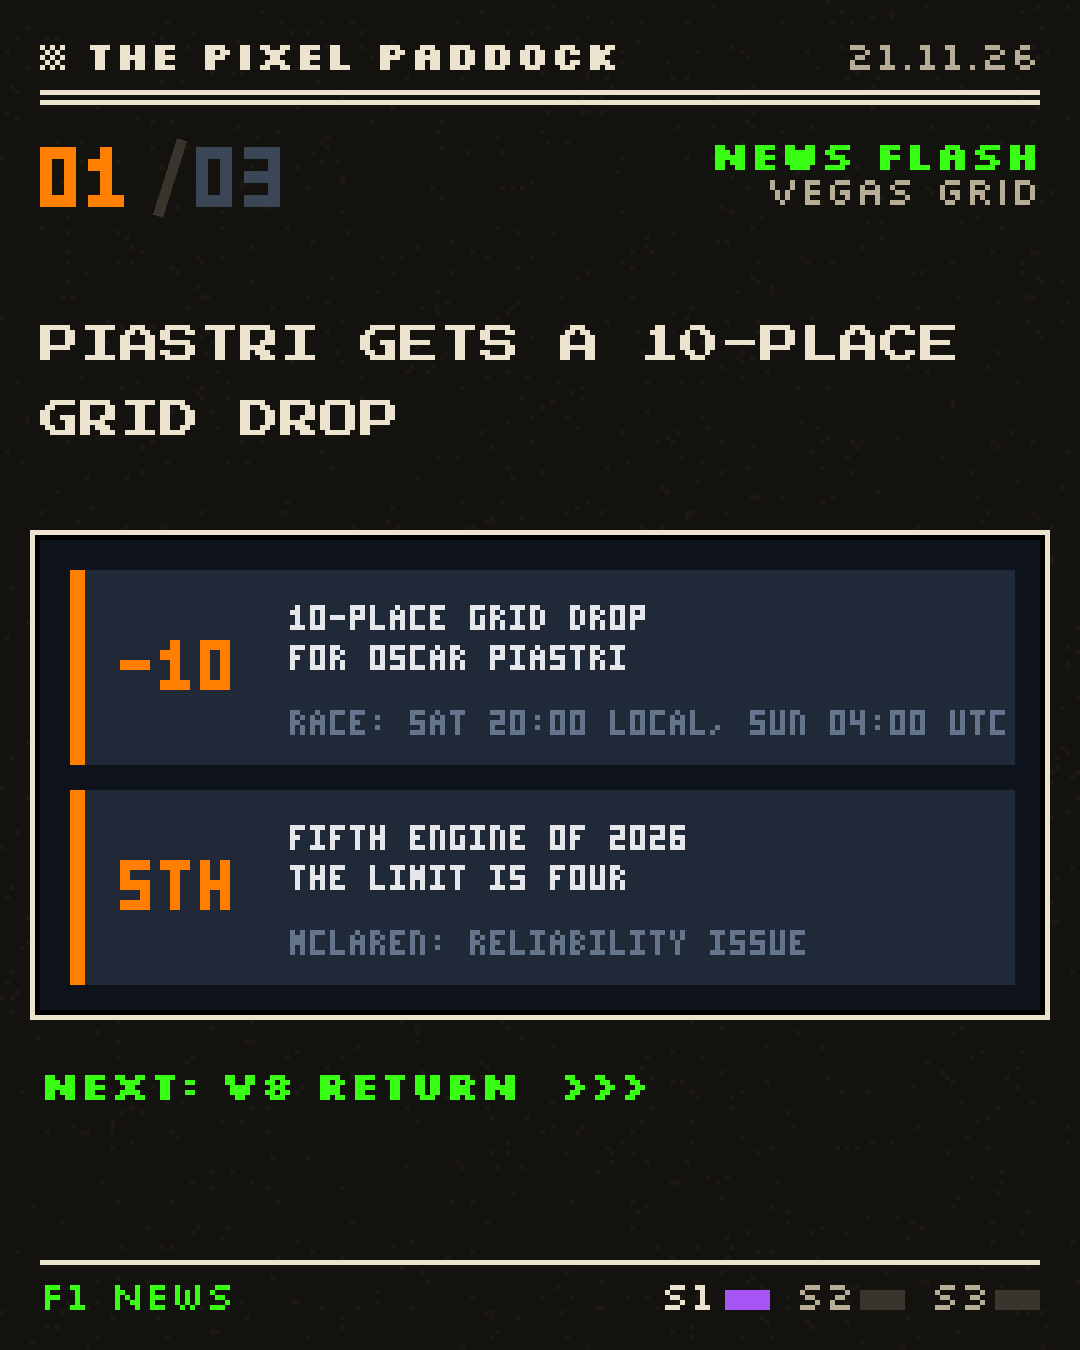 THE PIXEL PADDOCK
21.11.26
01 /03
NEWS FLASH
VEGAS GRID
PIASTRI GETS A 10-PLACE
GRID DROP
-10
10-PLACE GRID DROP
FOR OSCAR PIASTRI
RACE: SAT 20:00 LOCAL, SUN 04:00 UTC
5TH
FIFTH ENGINE OF 2026
THE LIMIT IS FOUR
MCLAREN: RELIABILITY ISSUE
NEXT: V8 RETURN >>>
F1 NEWS
S1 S2 S3